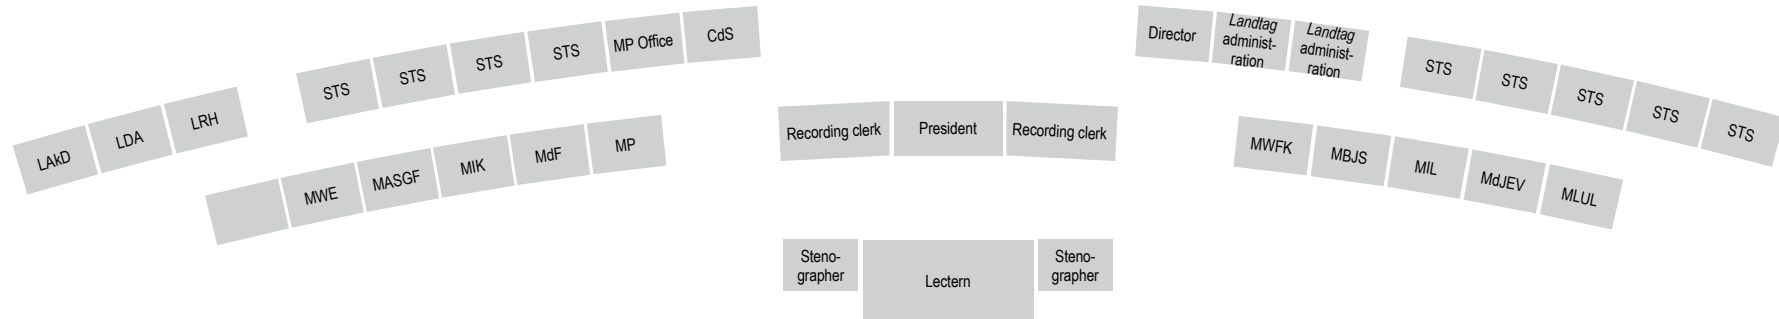 LAkD
LDA
LRH
STS
STS
STS
STS
MP Office
CdS
Director
Landtag
administ-
ration
Landtag
administ-
ration
STS
STS
STS
STS
STS
MWE
MASGF
MIK
MdF
MP
Recording clerk
President
Recording clerk
MWFK
MBJS
MIL
MdJEV
MLUL
Steno-
grapher
Lectern
Steno-
grapher